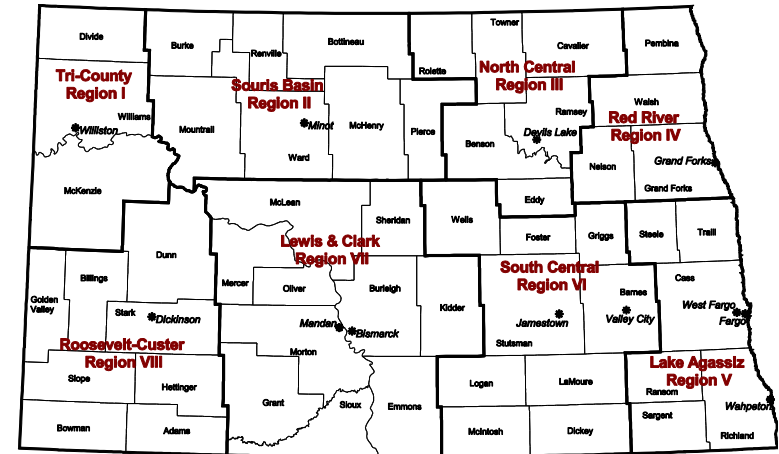 Towner
Divide
Burke
Renville
Bottineau
Cavalier
Pembina
Rolette
North Central
Region III
Tri-County
Region I
Souris Basin
Region II
Walsh
Williams
Ramsey
Red River
Region IV
Williston
Mountrail
Minot
McHenry
Pierce
Devils Lake
Benson
Ward
Nelson
Grand Forks
McKenzie
Grand Forks
McLean
Eddy
Sheridan
Wells
Foster
Griggs
Steele
Traill
Lewis & Clark
Region VII
Dunn
South Central
Region VI
Billings
Mercer
Oliver
Burleigh
Cass
Barnes
Golden
Valley
Kidder
West Fargo
Stark
Dickinson
Mandan
Bismarck
Jamestown
Valley City
Fargo
Stutsman
Roosevelt-Custer
Region VIII
Morton
Lake Agassiz
Region V
Slope
Hettinger
Logan
LaMoure
Ransom
Grant
Sioux
Emmons
Wahpeton
Sargent
Bowman
Adams
McIntosh
Dickey
Richland